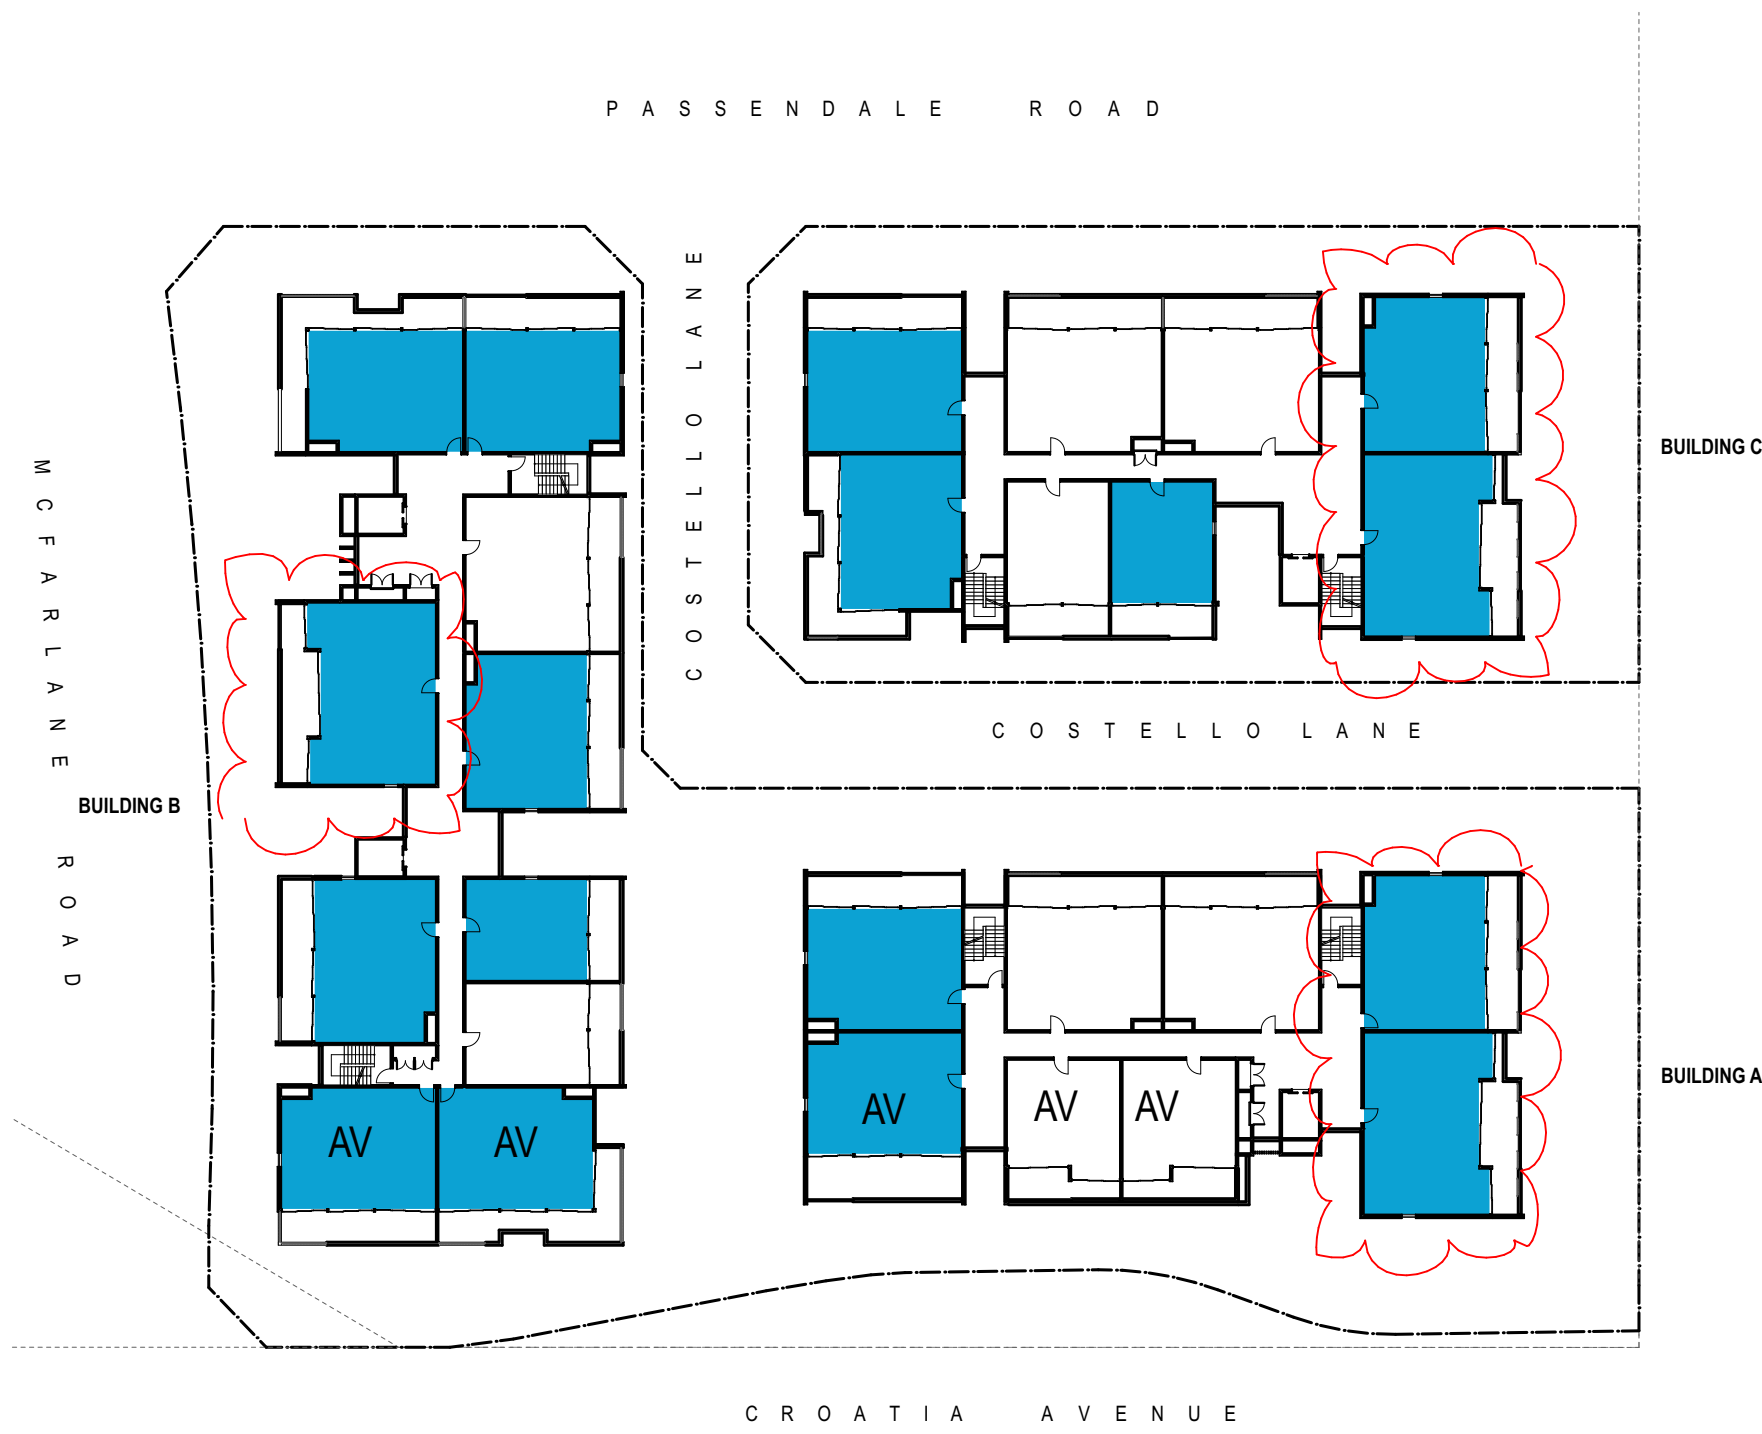 PASSENDALE ROAD
COSTELLO LANE
MCFARLANE ROAD
BUILDING C
COSTELLO LANE
BUILDING B
BUILDING A
AV
AV
AV
AV
AV
CROATIA AVENUE